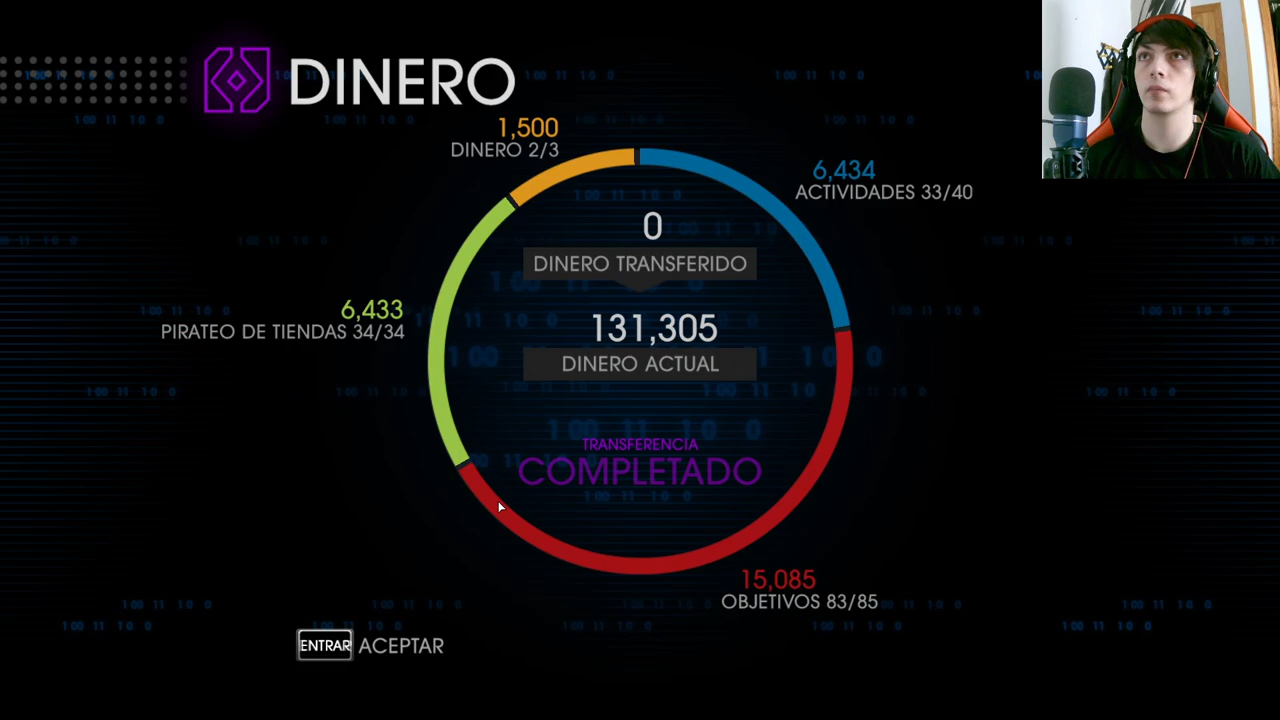 DINERO
1,500
DINERO 2/3
6,434
ACTIVIDADES 33/40
0
DINERO TRANSFERIDO
6,433
PIRATEO DE TIENDAS 34/34
131,305
DINERO ACTUAL
TRANSFERENCIA
COMPLETADO
15,085
OBJETIVOS 83/85
ENTRAR ACEPTAR